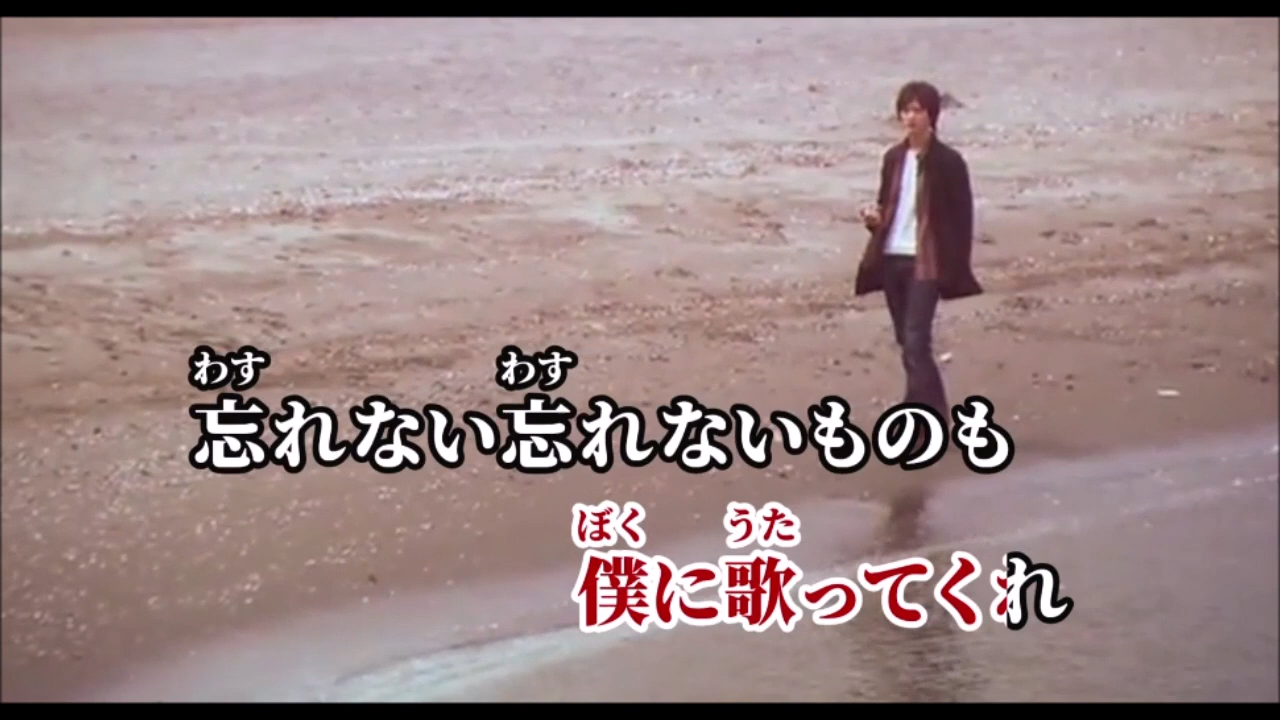 わす わす
忘れない忘れないものも
ぼく うた
僕に歌ってくれ